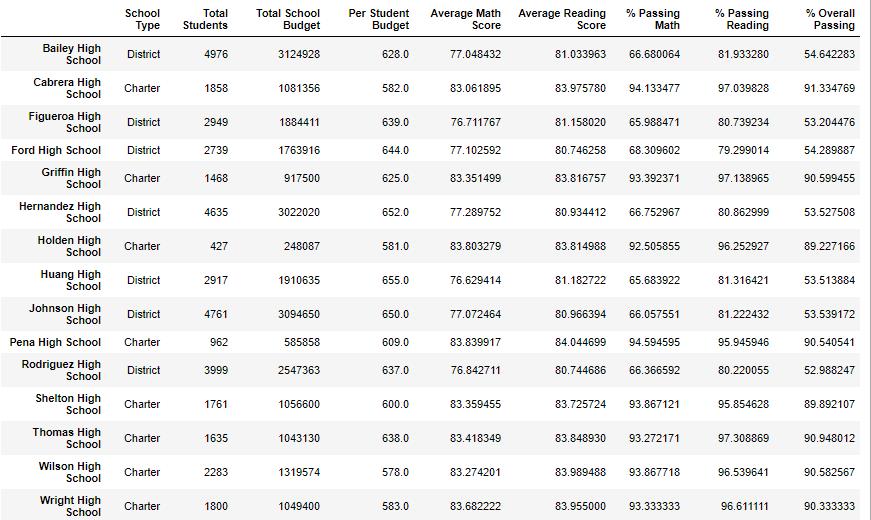 School Type Total Students Total School Budget Per Student Budget Average Math Score Average Reading Score % Passing Math % Passing Reading % Overall Passing
Bailey High School District 4976 3124928 628.0 77.048432 81.033963 66.680064 81.933280 54.642283
Cabrera High School Charter 1858 1081356 582.0 83.061895 83.975780 94.133477 97.039828 91.334769
Figueroa High School District 2949 1884411 639.0 76.711767 81.158020 65.988471 80.739234 53.204476
Ford High School District 2739 1763916 644.0 77.102592 80.746258 68.309602 79.299014 54.289887
Griffin High School Charter 1468 917500 625.0 83.351499 83.816757 93.392371 97.138965 90.599455
Hernandez High School District 4635 3022020 652.0 77.289752 80.934412 66.752967 80.862999 53.527508
Holden High School Charter 427 248087 581.0 83.803279 83.814988 92.505855 96.252927 89.227166
Huang High School District 2917 1910635 655.0 76.629414 81.182722 65.683922 81.316421 53.513884
Johnson High School District 4761 3094650 650.0 77.072464 80.966394 66.057551 81.222432 53.539172
Pena High School Charter 962 585858 609.0 83.839917 84.044699 94.594595 95.945946 90.540541
Rodriguez High School District 3999 2547363 637.0 76.842711 80.744686 66.366592 80.220055 52.988247
Shelton High School Charter 1761 1056600 600.0 83.359455 83.725724 93.867121 95.854628 89.892107
Thomas High School Charter 1635 1043130 638.0 83.418349 83.848930 93.272171 97.308869 90.948012
Wilson High School Charter 2283 1319574 578.0 83.274201 83.989488 93.867718 96.539641 90.582567
Wright High School Charter 1800 1049400 583.0 83.682222 83.955000 93.333333 96.611111 90.333333